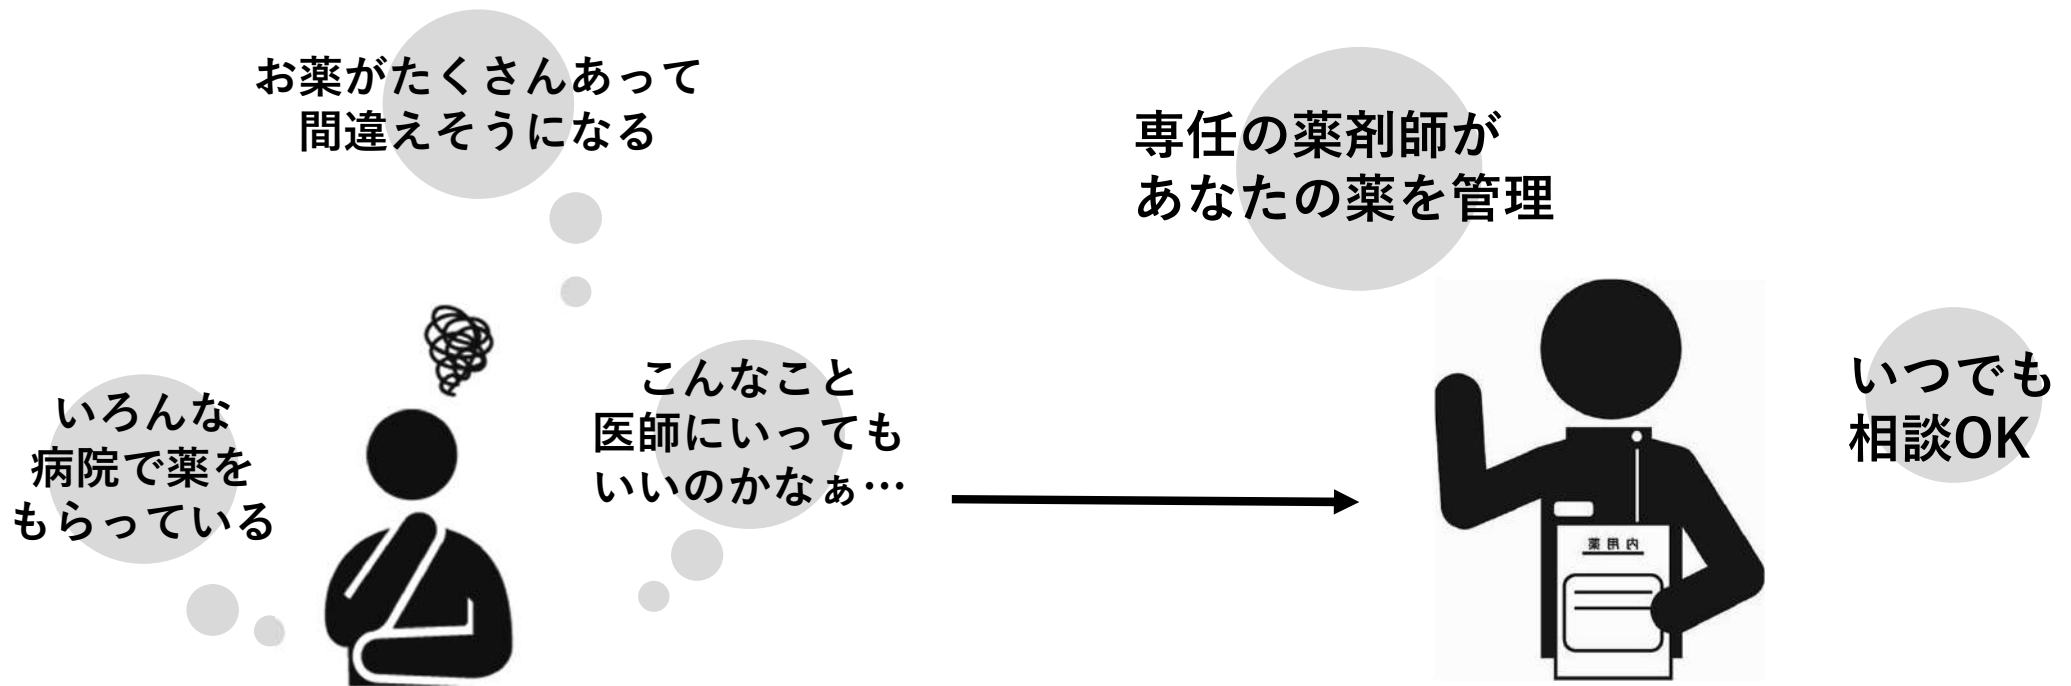 お薬がたくさんあって
間違えそうになる
いろんな
病院で薬を
もらっている
こんなこと
医師にいっても
いいのかなぁ…
専任の薬剤師が
あなたの薬を管理
いつでも
相談OK
内用薬